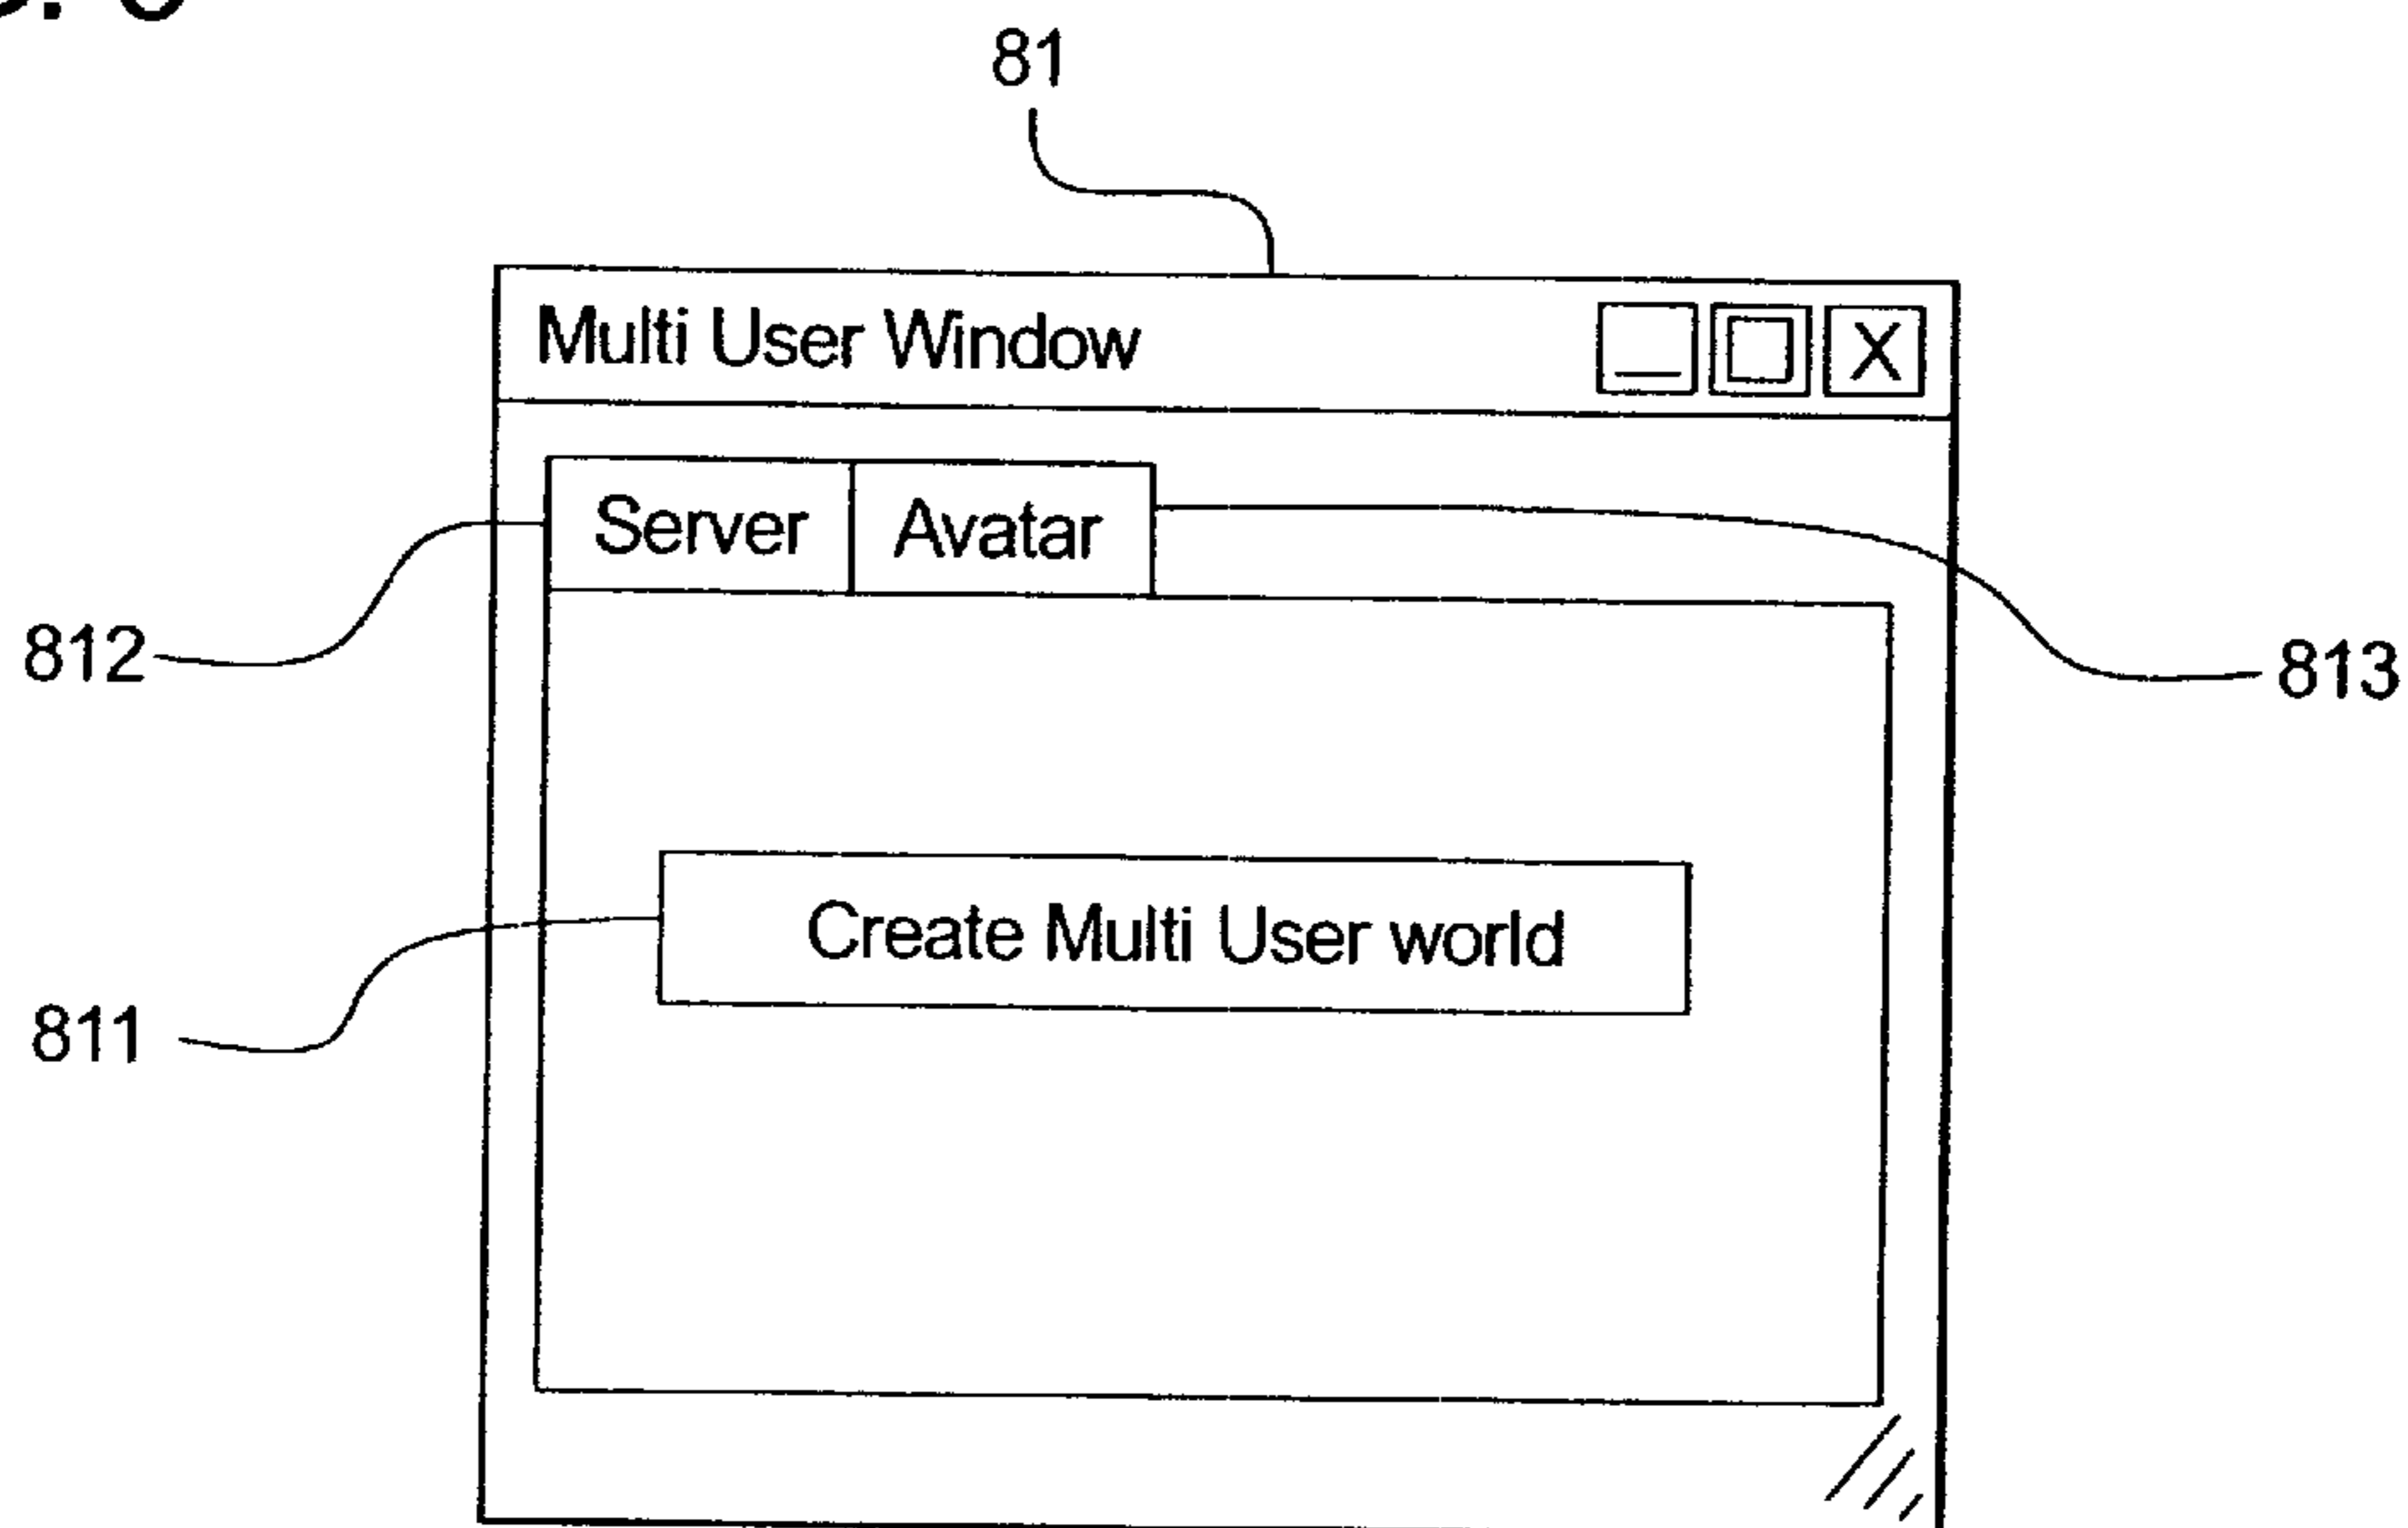 81
Multi User Window X
Server Avatar
812
813
Create Multi User world
811